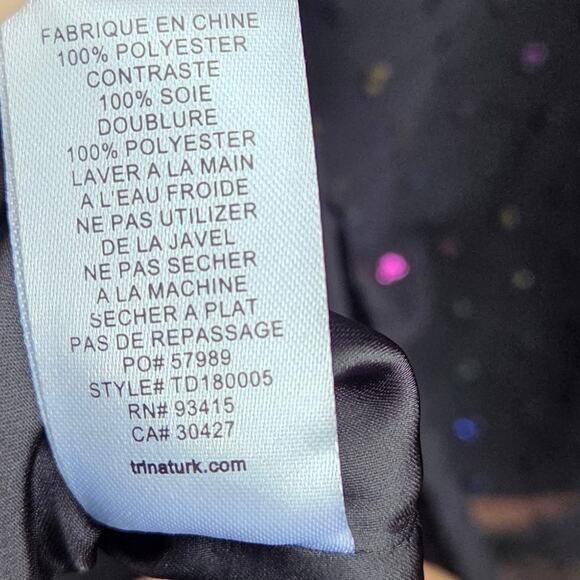 FABRIQUE EN CHINE
100% POLYESTER
CONTRASTE
100% SOIE
DOUBLURE
100% POLYESTER
LAVER A LA MAIN
A L'EAU FROIDE
NE PAS UTILIZER
DE LA JAVEL
NE PAS SECHER
A LA MACHINE
SECHER A PLAT
PAS DE REPASSAGE
PO# 57989
STYLE# TD180005
RN# 93415
CA# 30427
trinaturk.com